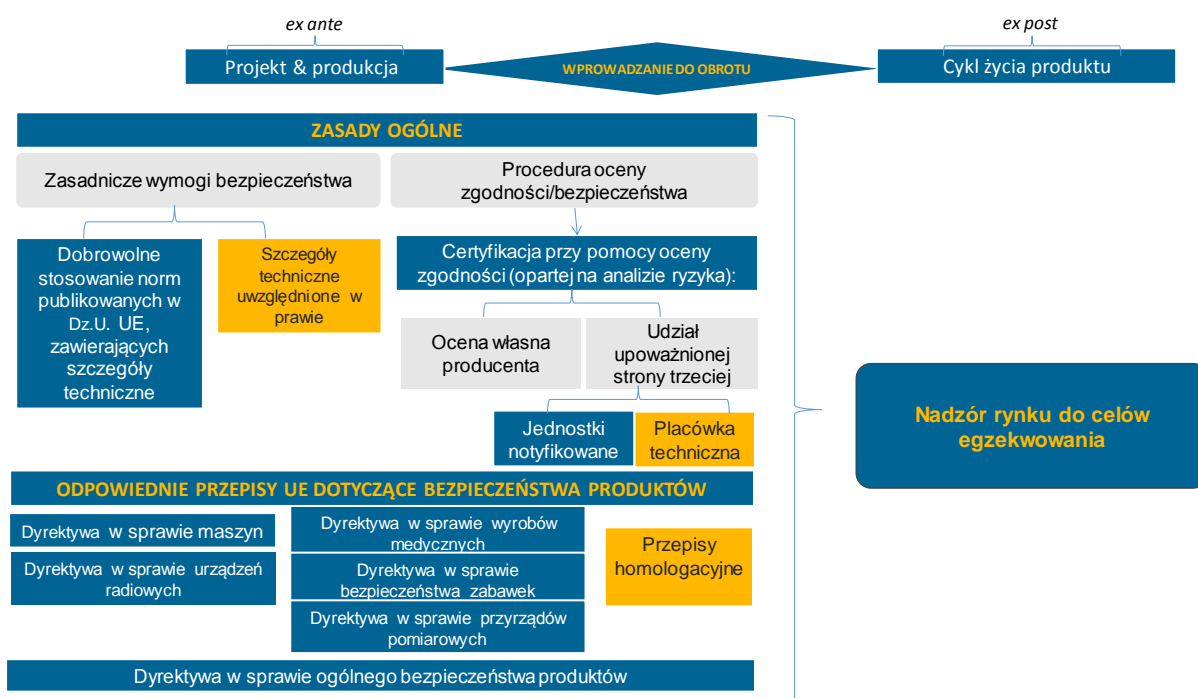 ex ante
ex post
Projekt & produkcja
WPROWADZANIE DO OBROTU
Cykl życia produktu
ZASADY OGÓLNE
Zasadnicze wymogi bezpieczeństwa
Procedura oceny
zgodności/bezpieczeństwa
Dobrowolne
stosowanie norm
publikowanych w
Dz.U. UE,
zawierających
szczegóły
techniczne
Szczegóły
techniczne
uwzględnione w
prawie
Certyfikacja przy pomocy oceny
zgodności (opartej na analizie ryzyka):
Ocena własna
producenta
Udział
upoważnionej
strony trzeciej
Jednostki
notyfikowane
Placówka
techniczna
Nadzór rynku do celów
egzekwowania
ODPOWIEDNIE PRZEPISY UE DOTYCZĄCE BEZPIECZEŃSTWA PRODUKTÓW
Dyrektywa w sprawie maszyn
Dyrektywa w sprawie urządzeń
radiowych
Dyrektywa w sprawie wyrobów
medycznych
Dyrektywa w sprawie
bezpieczeństwa zabawek
Dyrektywa w sprawie przyrządów
pomiarowych
Przepisy
homologacyjne
Dyrektywa w sprawie ogólnego bezpieczeństwa produktów